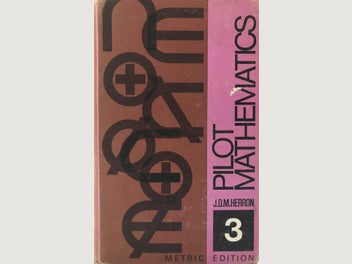 PILOT
MATHEMATICS
J.D.M.HERRON
3
METRIC EDITION